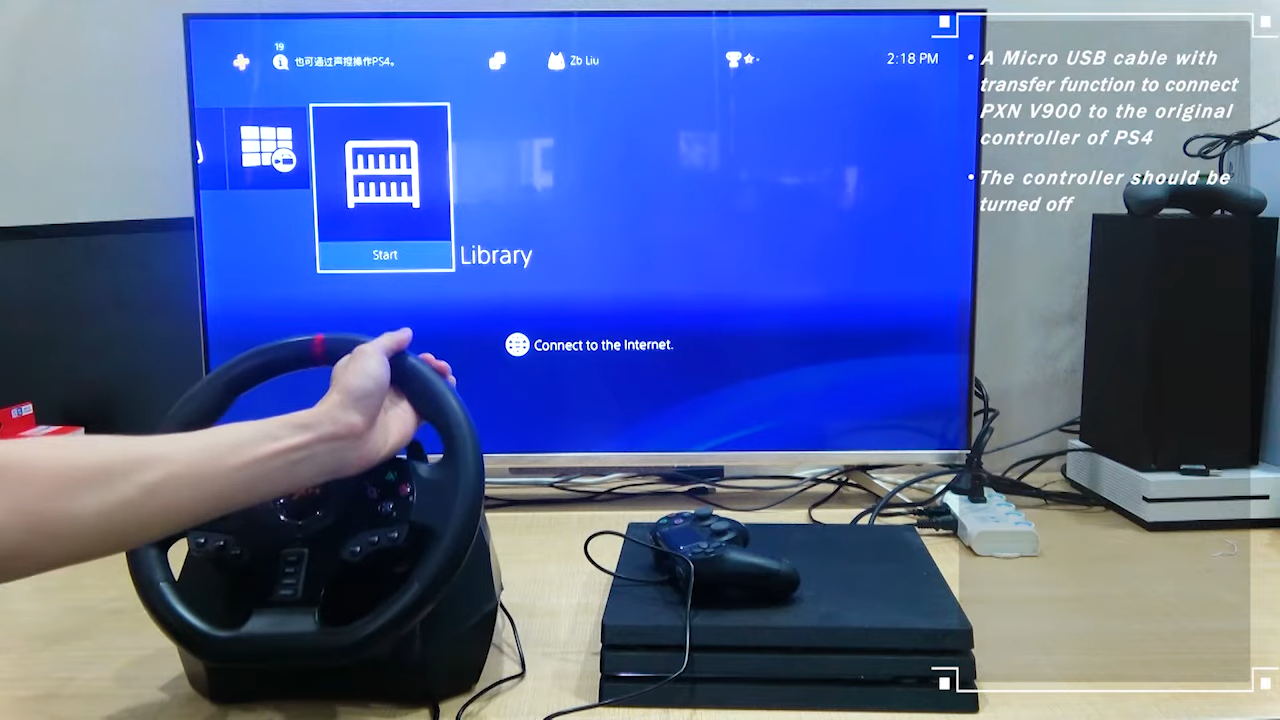 19
也可通过声控操作PS4。
Zb Liu
2:18 PM
Start
Library
Connect to the Internet.
• A Micro USB cable with
transfer function to connect
PXN V900 to the original
controller of PS4
• The controller should be
turned off